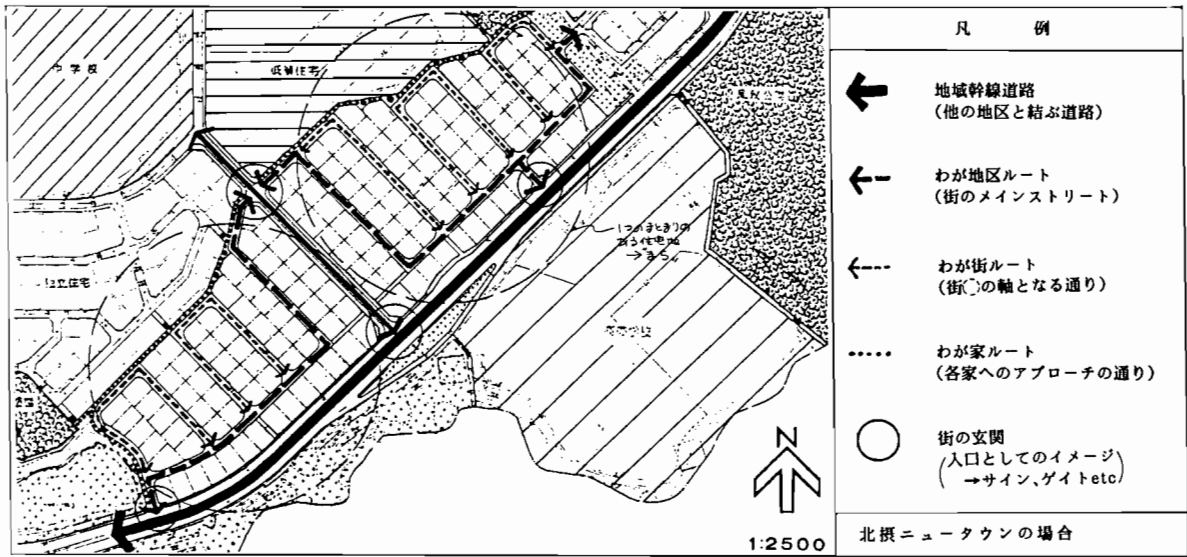 中学校
低層住宅
1つのまとまりの
ある住宅地
→まち
N
1:2500
凡例
地域幹線道路
(他の地区と結ぶ道路)
わが地区ルート
(街のメインストリート)
わが街ルート
の軸となる通り)
わが家ルート
(各家へのアプローチの通り)
街の玄関
(入口としてのイメージ
→サイン、ゲイトetc)
北摂ニュータウンの場合